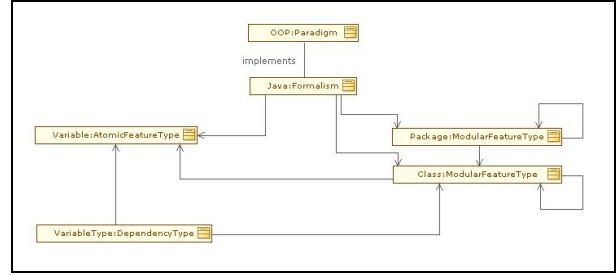 OOP:Paradigm
implements
Java:Formalism
Variable:AtomicFeatureType
Package:ModularFeatureType
Class:ModularFeatureType
VariableType:DependencyType